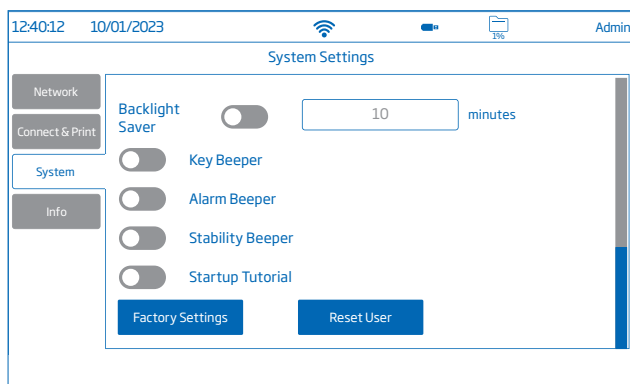 12:40:12 10/01/2023 1% Admin
System Settings
Network
Connect & Print
System
Info
Backlight
Saver
10 minutes
Key Beeper
Alarm Beeper
Stability Beeper
Startup Tutorial
Factory Settings Reset User